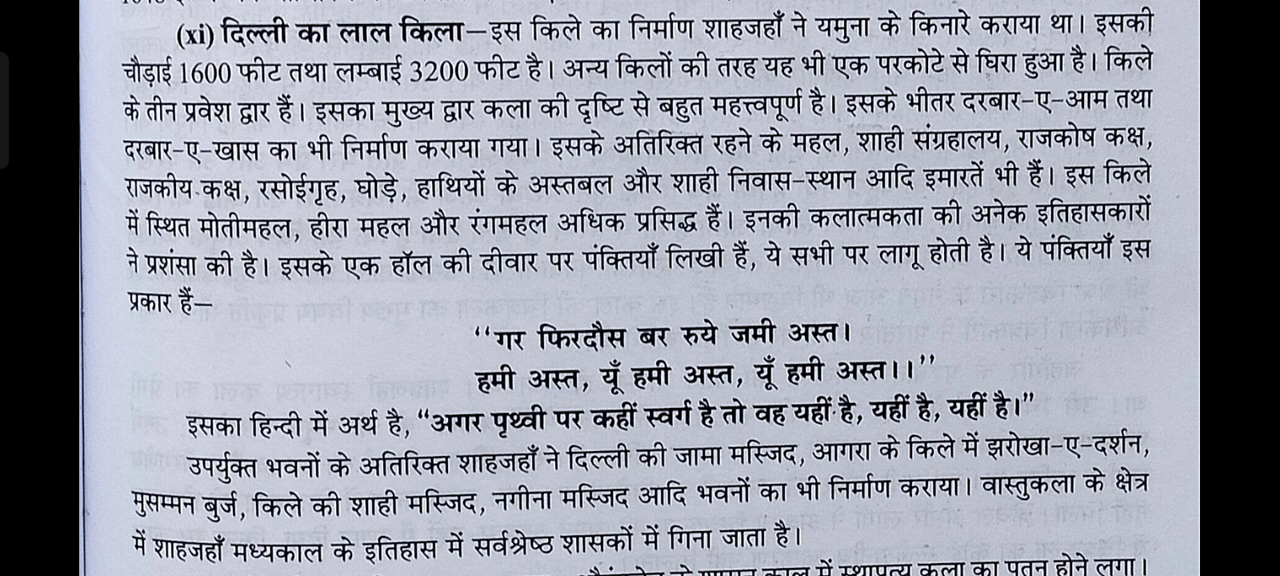 (xi) दिल्ली का लाल किला–इस किले का निर्माण शाहजहाँ ने यमुना के किनारे कराया था। इसकी
चौड़ाई 1600 फीट तथा लम्बाई 3200 फीट है। अन्य किलों की तरह यह भी एक परकोटे से घिरा हुआ है। किले
के तीन प्रवेश द्वार हैं। इसका मुख्य द्वार कला की दृष्टि से बहुत महत्त्वपूर्ण है। इसके भीतर दरबार-ए-आम तथा
दरबार-ए-खास का भी निर्माण कराया गया। इसके अतिरिक्त रहने के महल, शाही संग्रहालय, राजकोष कक्ष,
राजकीय कक्ष, रसोईगृह, घोड़े, हाथियों के अस्तबल और शाही निवास-स्थान आदि इमारतें भी हैं। इस किले
में स्थित मोतीमहल, हीरा महल और रंगमहल अधिक प्रसिद्ध हैं। इनकी कलात्मकता की अनेक इतिहासकारों
ने प्रशंसा की है। इसके एक हॉल की दीवार पर पंक्तियाँ लिखी हैं, ये सभी पर लागू होती है। ये पंक्तियाँ इस
प्रकार हैं–
‘‘गर फिरदौस बर रुये जमी अस्त।
हमी अस्त, यूँ हमी अस्त, यूँ हमी अस्त।।’’
इसका हिन्दी में अर्थ है, “अगर पृथ्वी पर कहीं स्वर्ग है तो वह यहीं है, यहीं है, यहीं है।”
उपर्युक्त भवनों के अतिरिक्त शाहजहाँ ने दिल्ली की जामा मस्जिद, आगरा के किले में झरोखा-ए-दर्शन,
मुसम्मन बुर्ज, किले की शाही मस्जिद, नगीना मस्जिद आदि भवनों का भी निर्माण कराया। वास्तुकला के क्षेत्र
में शाहजहाँ मध्यकाल के इतिहास में सर्वश्रेष्ठ शासकों में गिना जाता है।
काल में स्थापत्य कला का पतन होने लगा।